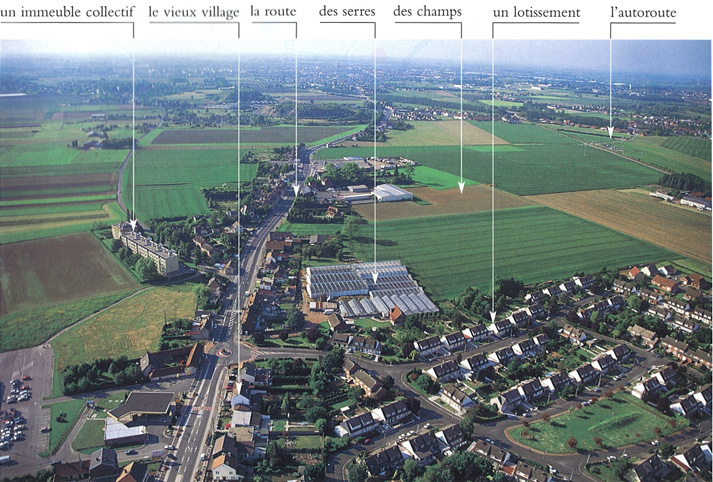 un immeuble collectif le vieux village la route des serres des champs un lotissement l'autoroute